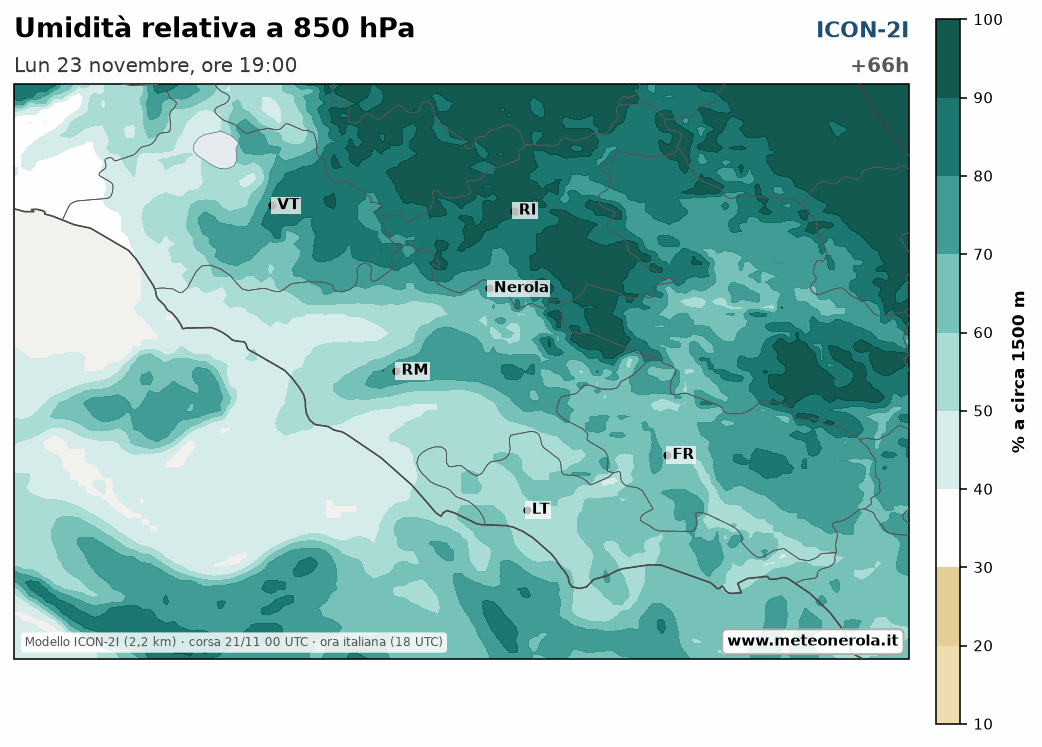 Umidità relativa a 850 hPa
ICON-2I
Lun 23 novembre, ore 19:00
+66h
VT
RI
Nerola
RM
FR
LT
Modello ICON-2I (2,2 km) · corsa 21/11 00 UTC · ora italiana (18 UTC)
www.meteonerola.it
100
90
80
70
60
50
40
30
20
10
% a circa 1500 m